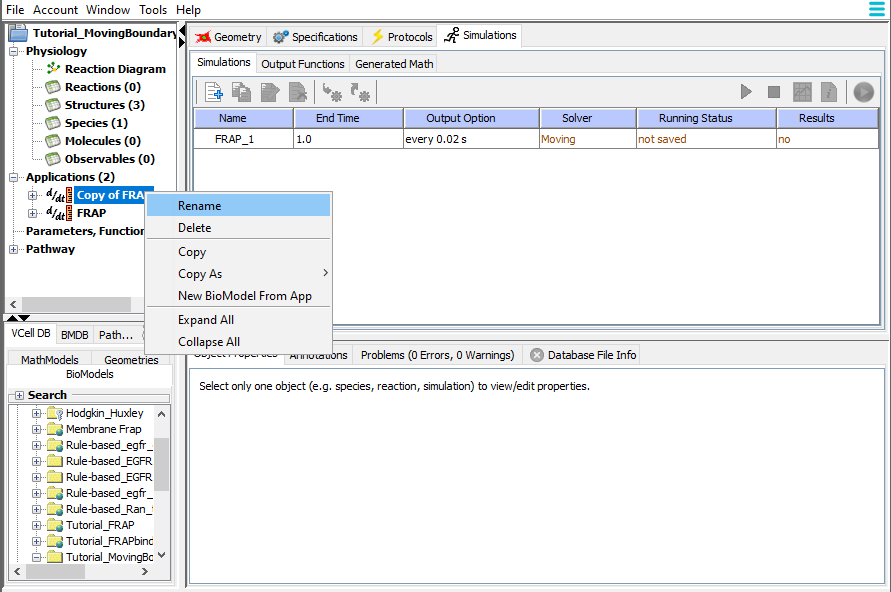 File Account Window Tools Help
Tutorial_MovingBoundary
Physiology
Reaction Diagram
Reactions (0)
Structures (3)
Species (1)
Molecules (0)
Observables (0)
Applications (2)
Copy of FRA
FRAP
Parameters, Function
Pathway
Geometry Specifications Protocols Simulations
Simulations Output Functions Generated Math
Name End Time Output Option Solver Running Status Results
FRAP_1 1.0 every 0.02 s Moving not saved no
Rename
Delete
Copy
Copy As
New BioModel From App
Expand All
Collapse All
VCell DB BMDB Path...
MathModels Geometries
BioModels
Search
Hodgkin_Huxley
Membrane Frap
Rule-based_egfr_
Rule-based_EGFR
Rule-based_EGFR
Rule-based_egfr_
Rule-based_Ran_
Tutorial_FRAP
Tutorial_FRAPbind
Tutorial_MovingBo
Object Properties Annotations Problems (0 Errors, 0 Warnings) Database File Info
Select only one object (e.g. species, reaction, simulation) to view/edit properties.